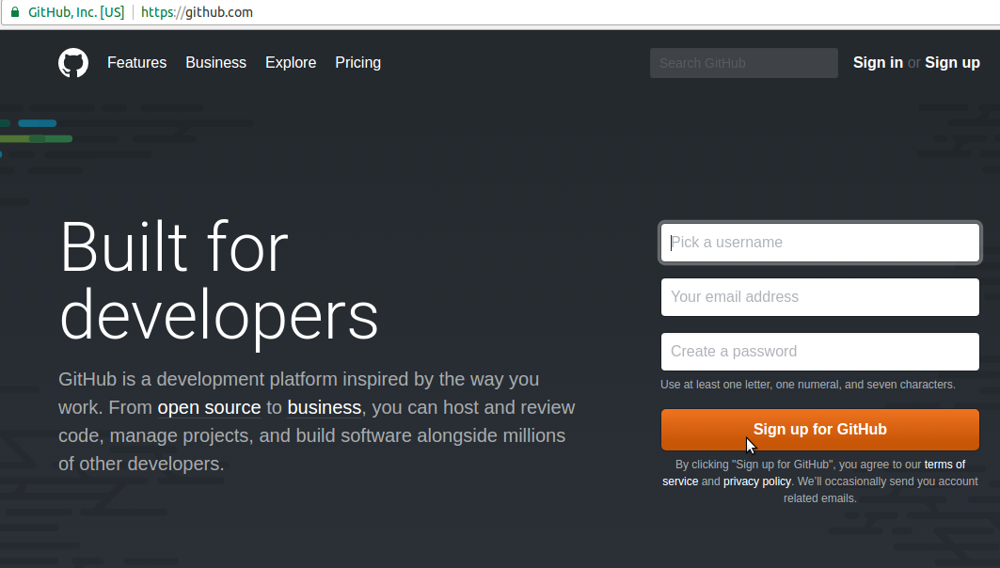 GitHub, Inc. [US] https://github.com
Features Business Explore Pricing Search GitHub Sign in or Sign up
Built for
developers
GitHub is a development platform inspired by the way you
work. From open source to business, you can host and review
code, manage projects, and build software alongside millions
of other developers.
Pick a username
Your email address
Create a password
Use at least one letter, one numeral, and seven characters.
Sign up for GitHub
By clicking "Sign up for GitHub", you agree to our terms of
service and privacy policy. We'll occasionally send you account
related emails.